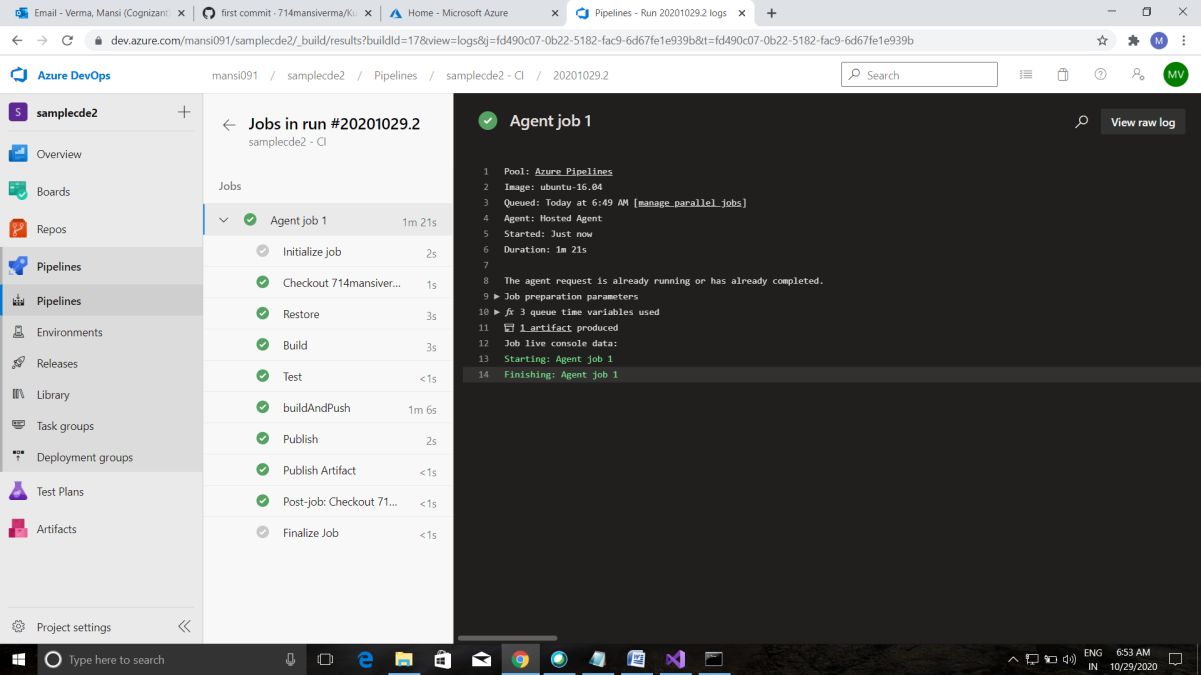 Email - Verma, Mansi (Cognizant)
first commit · 714mansiverma/Ku
Home - Microsoft Azure
Pipelines - Run 20201029.2 logs
dev.azure.com/mansi091/samplecde2/_build/results?buildId=17&view=logs&j=fd490c07-0b22-5182-fac9-6d67fe1e939b&t=fd490c07-0b22-5182-fac9-6d67fe1e939b
M
Azure DevOps
mansi091 / samplecde2 / Pipelines / samplecde2 - CI / 20201029.2
Search
MV
S samplecde2
Overview
Boards
Repos
Pipelines
Pipelines
Environments
Releases
Library
Task groups
Deployment groups
Test Plans
Artifacts
Project settings
Jobs in run #20201029.2
samplecde2 - CI
Jobs
Agent job 1 1m 21s
Initialize job 2s
Checkout 714mansiver... 1s
Restore 3s
Build 3s
Test <1s
buildAndPush 1m 6s
Publish 2s
Publish Artifact <1s
Post-job: Checkout 71... <1s
Finalize Job <1s
Agent job 1
View raw log
1 Pool: Azure Pipelines
2 Image: ubuntu-16.04
3 Queued: Today at 6:49 AM [manage parallel jobs]
4 Agent: Hosted Agent
5 Started: Just now
6 Duration: 1m 21s
7
8 The agent request is already running or has already completed.
9 Job preparation parameters
10 fx 3 queue time variables used
11 1 artifact produced
12 Job live console data:
13 Starting: Agent job 1
14 Finishing: Agent job 1
Type here to search
ENG
IN
6:53 AM
10/29/2020